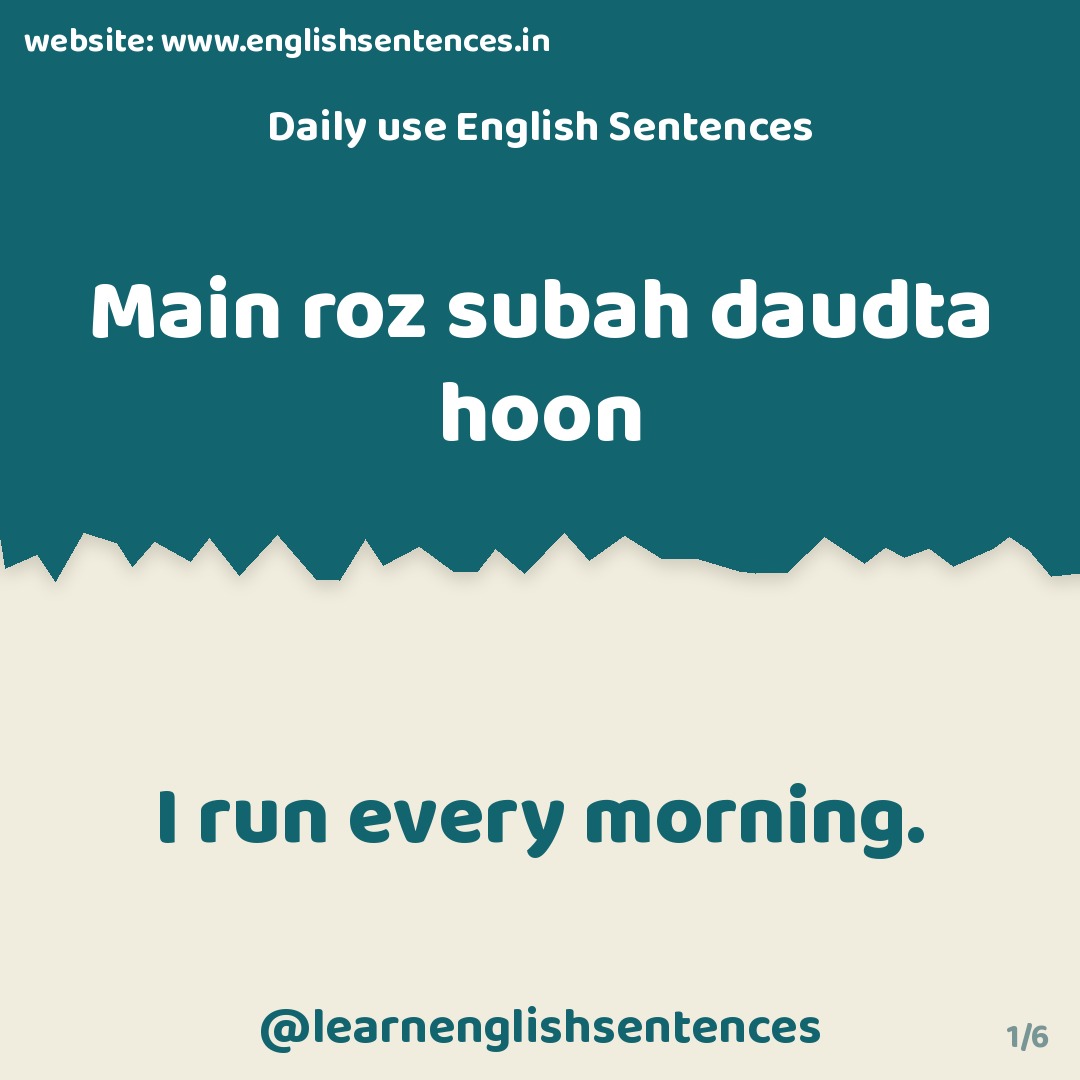 website: www.englishsentences.in
Daily use English Sentences
Main roz subah daudta
hoon
I run every morning.
@learnenglishsentences
1/6